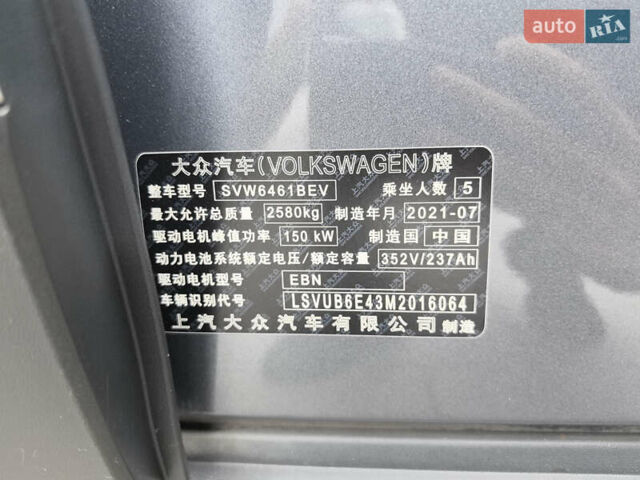 auto RIA.com
大众汽车(VOLKSWAGEN)牌
整车型号 SVW6461BEV 乘坐人数 5
最大允许总质量 2580kg 制造年月 2021-07
驱动电机峰值功率 150 kW 制造国 中国
动力电池系统额定电压/额定容量 352V/237Ah
驱动电机型号 EBN
车辆识别代号 LSVUB6E43M2016064
上汽大众汽车有限公司 制造